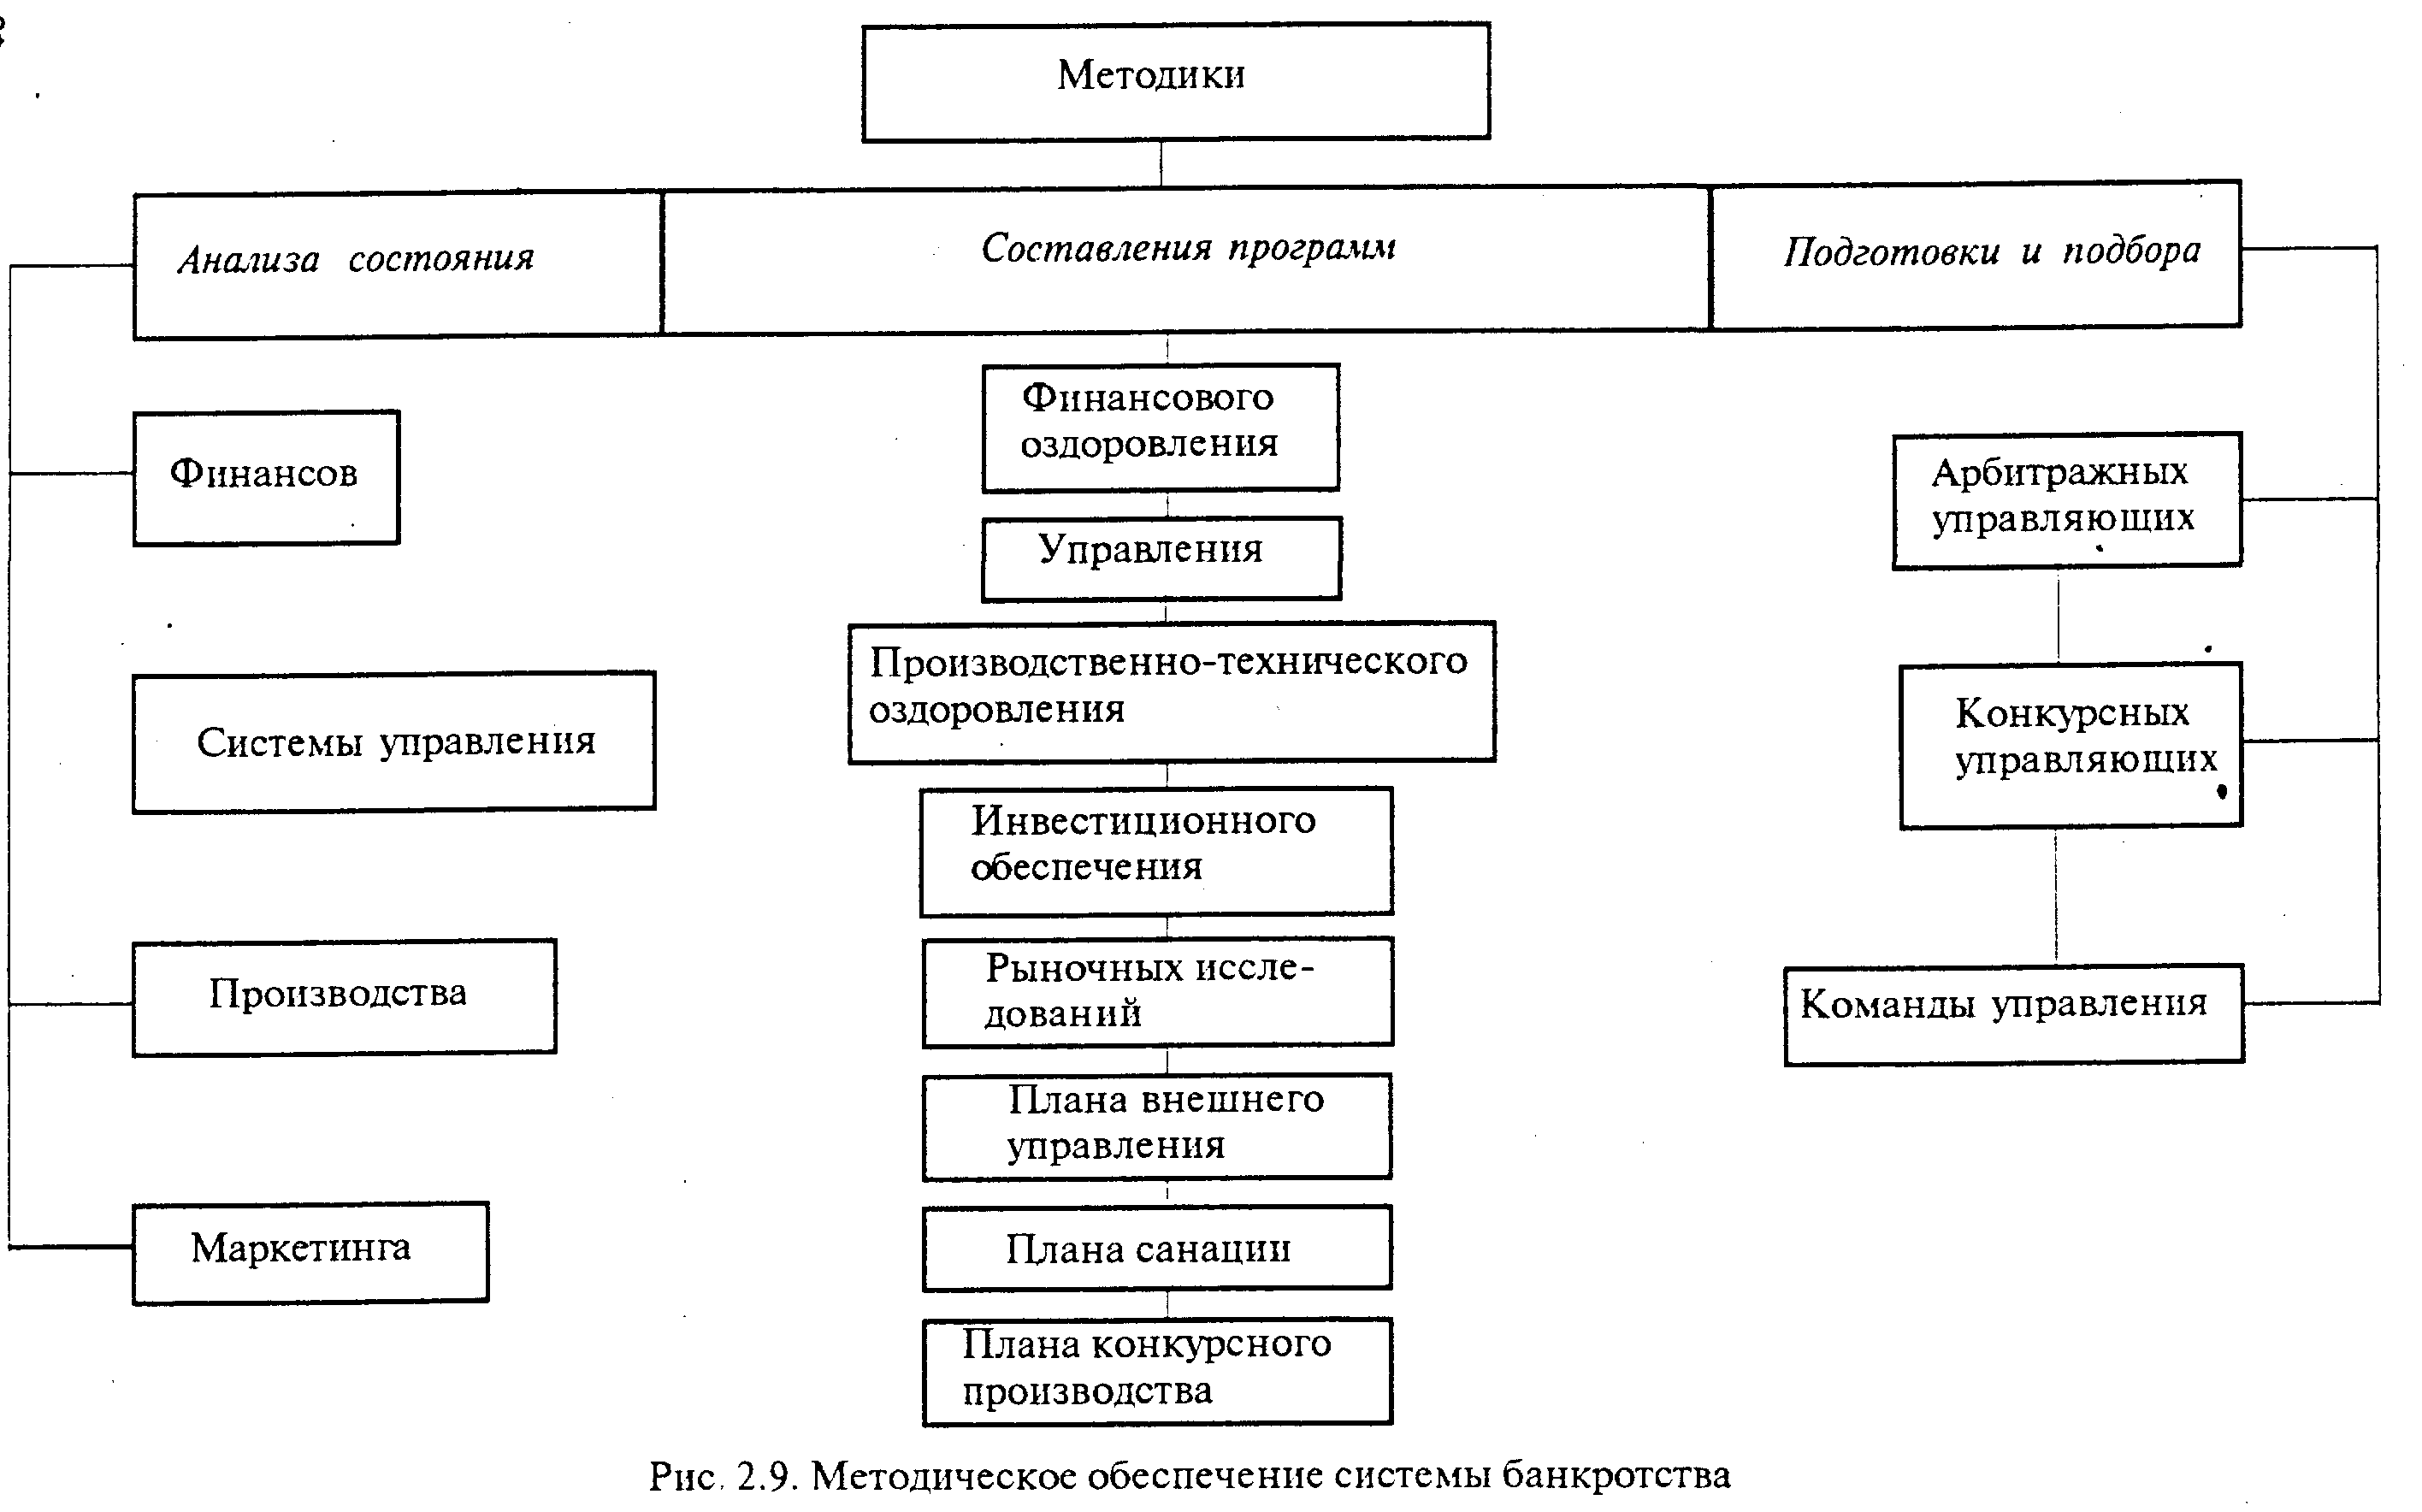 Методики
Анализа состояния
Составления программ
Подготовки и подбора
Финансов
Системы управления
Производства
Маркетинга
Финансового
оздоровления
Управления
Производственно-технического
оздоровления
Инвестиционного
обеспечения
Рыночных иссле-
дований
Плана внешнего
управления
Плана санации
Плана конкурсного
производства
Арбитражных
управляющих
Конкурсных
управляющих
Команды управления
Рис. 2.9. Методическое обеспечение системы банкротства